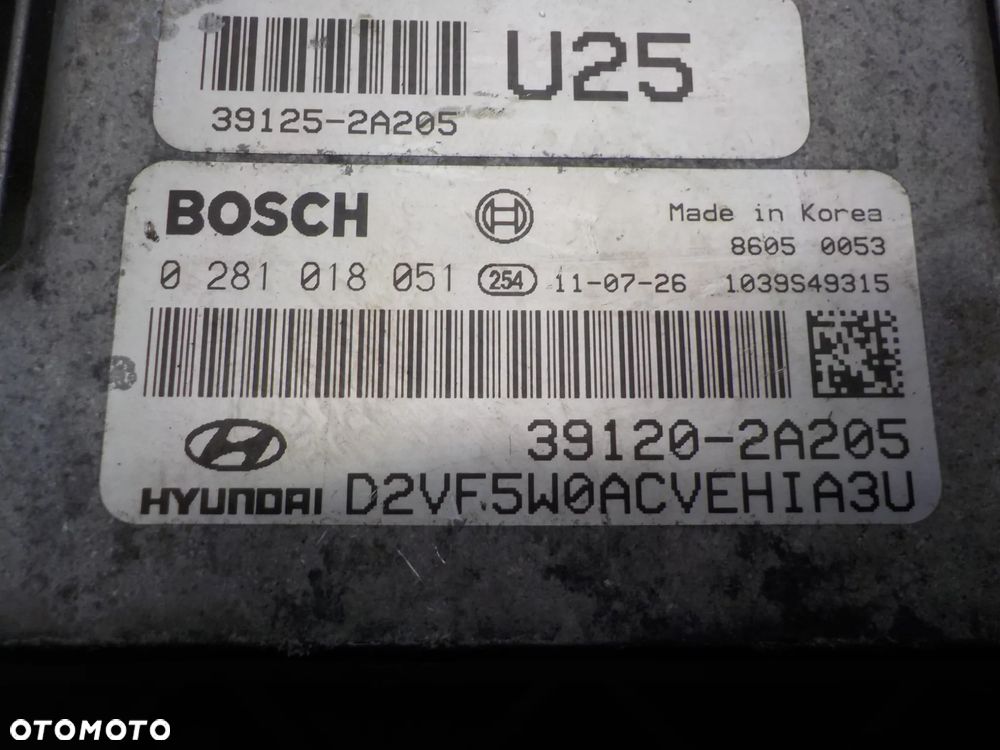 U25
39125-2A205
BOSCH
Made in Korea
8605 0053
0 281 018 051 254 11-07-26 1039S49315
39120-2A205
HYUNDAI D2VF5W0ACVEHIA3U
OTOMOTO